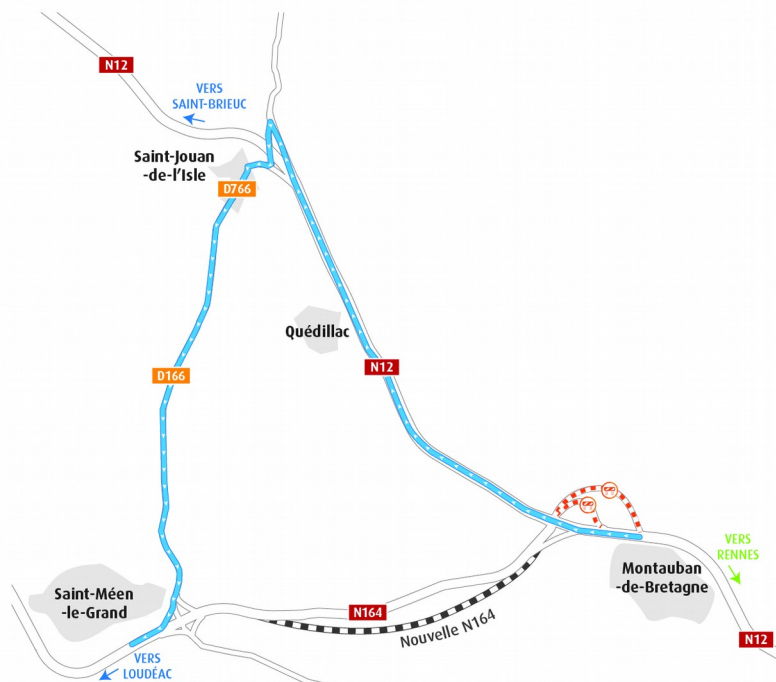 N12
VERS
SAINT-BRIEUC
Saint-Jouan
-de-l'Isle
D766
Quédillac
N12
D166
VERS
RENNES
Montauban
-de-Bretagne
Saint-Méen
-le-Grand
N164
Nouvelle N164
N12
VERS
LOUDÉAC